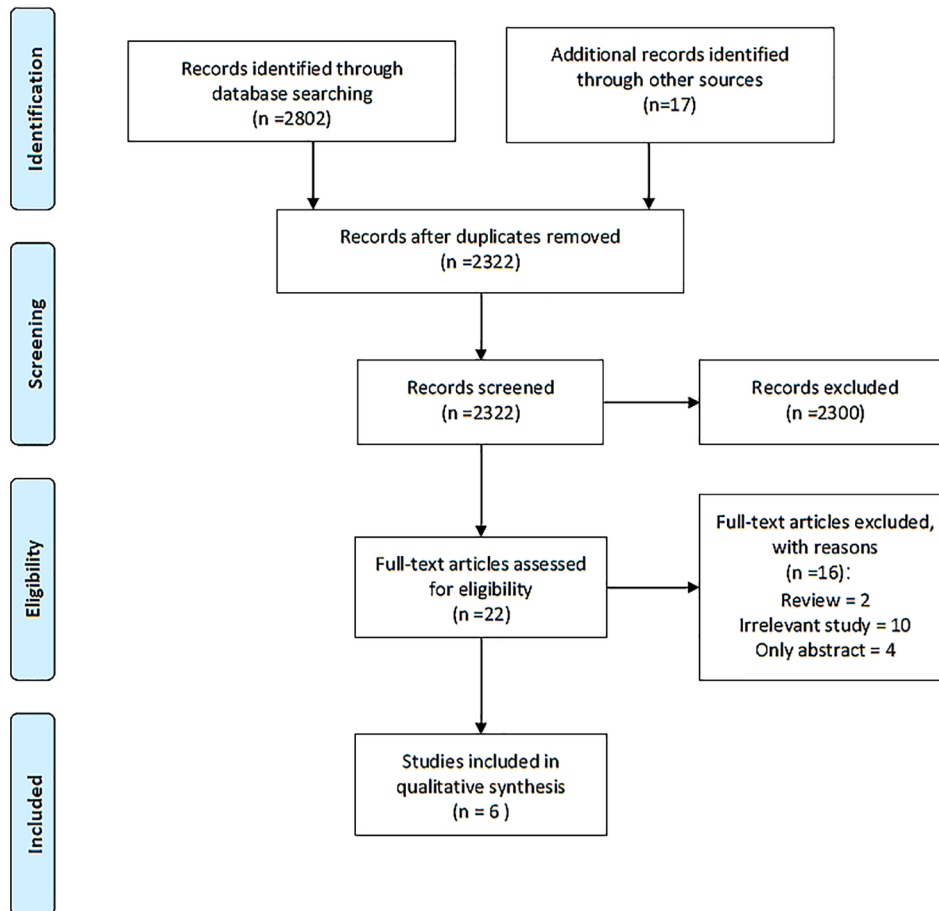 Identification
Records identified through
database searching
(n =2802)
Additional records identified
through other sources
(n=17)
Records after duplicates removed
(n =2322)
Screening
Records screened
(n =2322)
Records excluded
(n =2300)
Eligibility
Full-text articles assessed
for eligibility
(n =22)
Full-text articles excluded,
with reasons
(n =16):
Review = 2
Irrelevant study = 10
Only abstract = 4
Included
Studies included in
qualitative synthesis
(n = 6 )